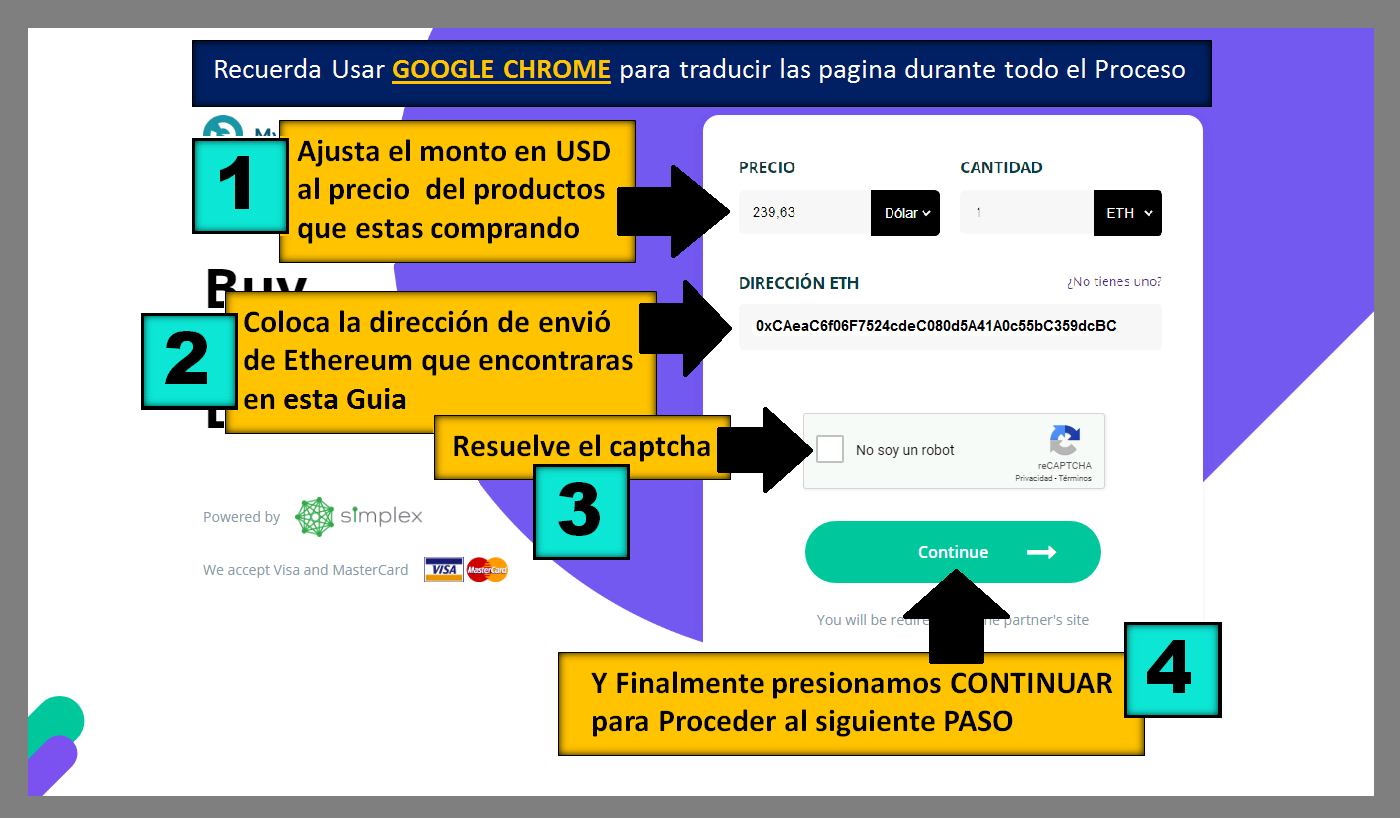 Recuerda Usar GOOGLE CHROME para traducir las pagina durante todo el Proceso
My
1
Ajusta el monto en USD
al precio del productos
que estas comprando
PRECIO
CANTIDAD
239,63
Dólar
1
ETH
Buy
2
Coloca la dirección de envió
de Ethereum que encontraras
en esta Guia
DIRECCIÓN ETH
¿No tienes uno?
0xCAeaC6f06F7524cdeC080d5A41A0c55bC359dcBC
Resuelve el captcha
3
No soy un robot
reCAPTCHA
Privacidad - Términos
Powered by
simplex
We accept Visa and MasterCard
VISA
MasterCard
Continue
You will be
partner's site
Y Finalmente presionamos CONTINUAR
para Proceder al siguiente PASO
4